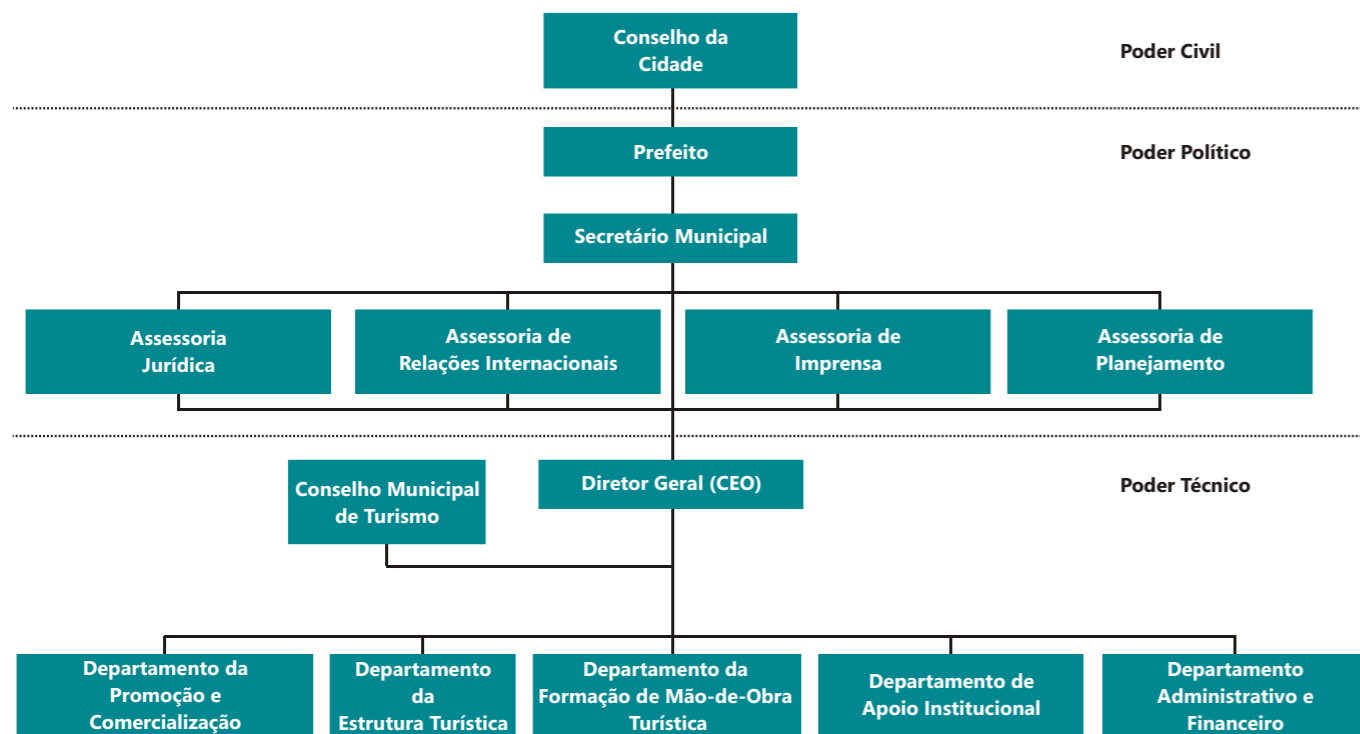 Conselho da
Cidade
Poder Civil
Prefeito
Poder Político
Secretário Municipal
Assessoria
Jurídica
Assessoria de
Relações Internacionais
Assessoria de
Imprensa
Assessoria de
Planejamento
Conselho Municipal
de Turismo
Diretor Geral (CEO)
Poder Técnico
Departamento da
Promoção e
Comercialização
Departamento
da
Estrutura Turística
Departamento da
Formação de Mão-de-Obra
Turística
Departamento de
Apoio Institucional
Departamento
Administrativo e
Financeiro